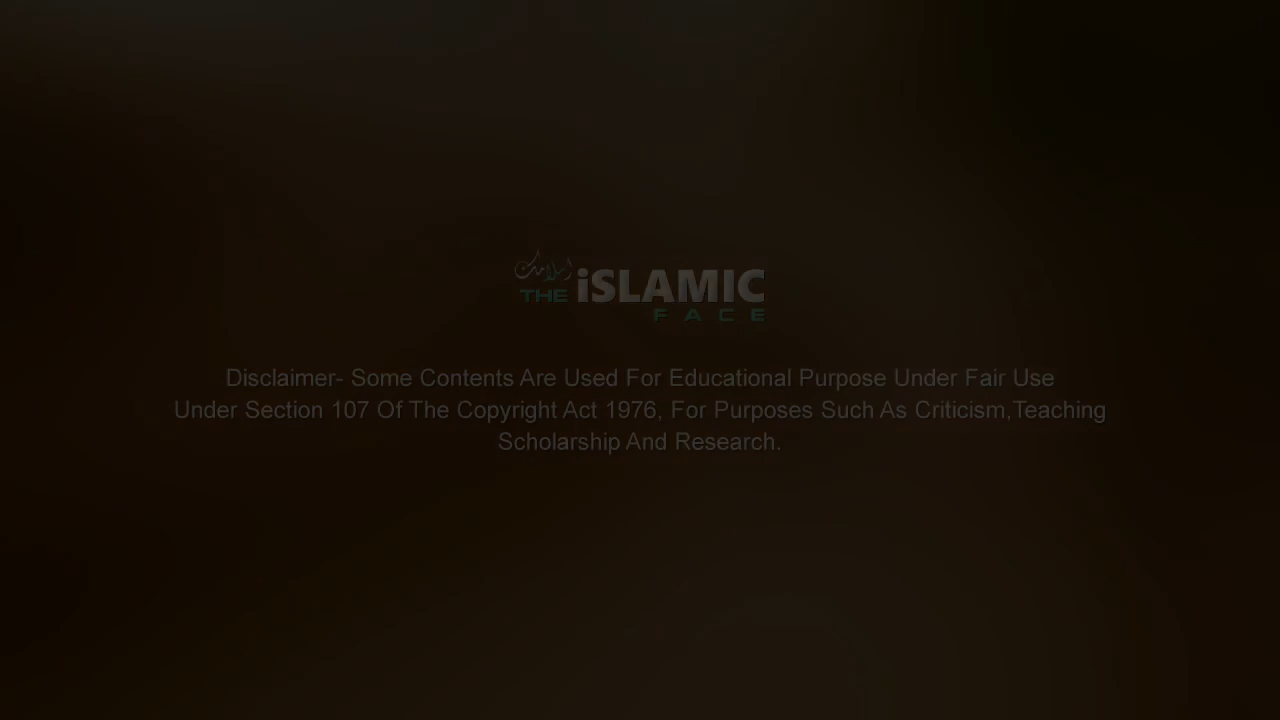 THE iSLAMIC
FACE
Disclaimer- Some Contents Are Used For Educational Purpose Under Fair Use
Under Section 107 Of The Copyright Act 1976, For Purposes Such As Criticism,Teaching
Scholarship And Research.